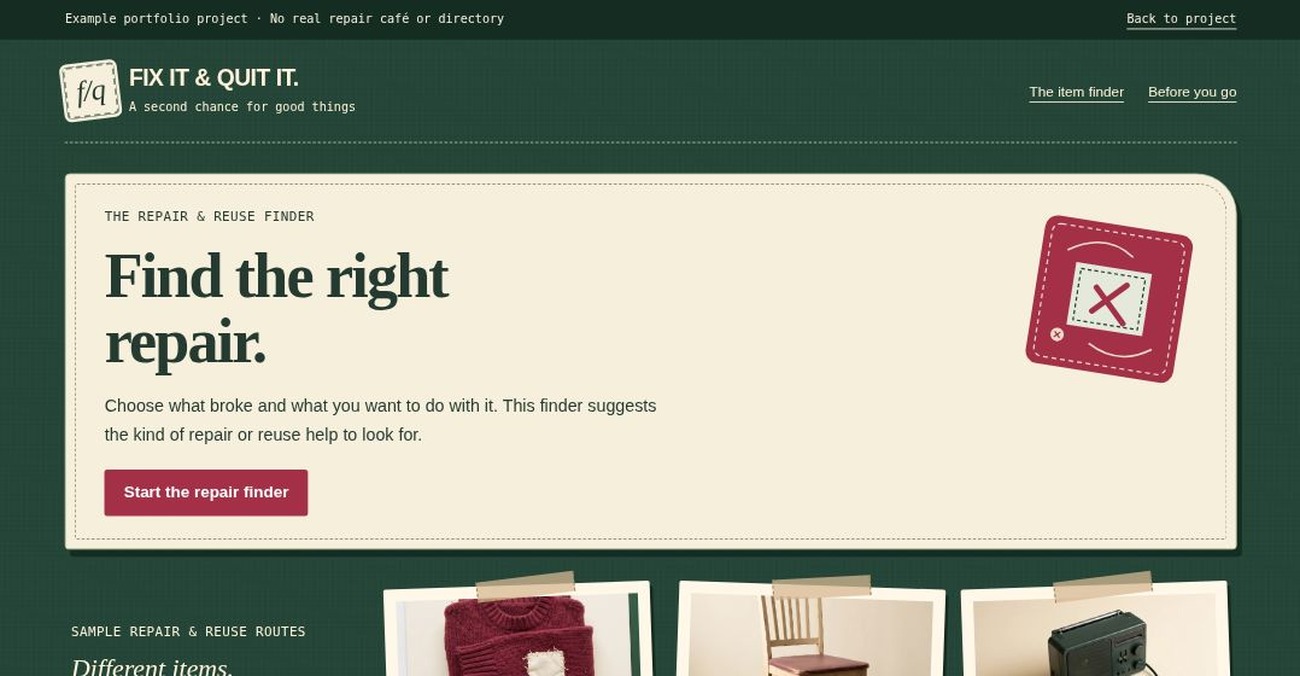 Example portfolio project · No real repair café or directory
Back to project
f/q
FIX IT & QUIT IT.
A second chance for good things
The item finder
Before you go
THE REPAIR & REUSE FINDER
Find the right
repair.
Choose what broke and what you want to do with it. This finder suggests
the kind of repair or reuse help to look for.
Start the repair finder
SAMPLE REPAIR & REUSE ROUTES
Different items.